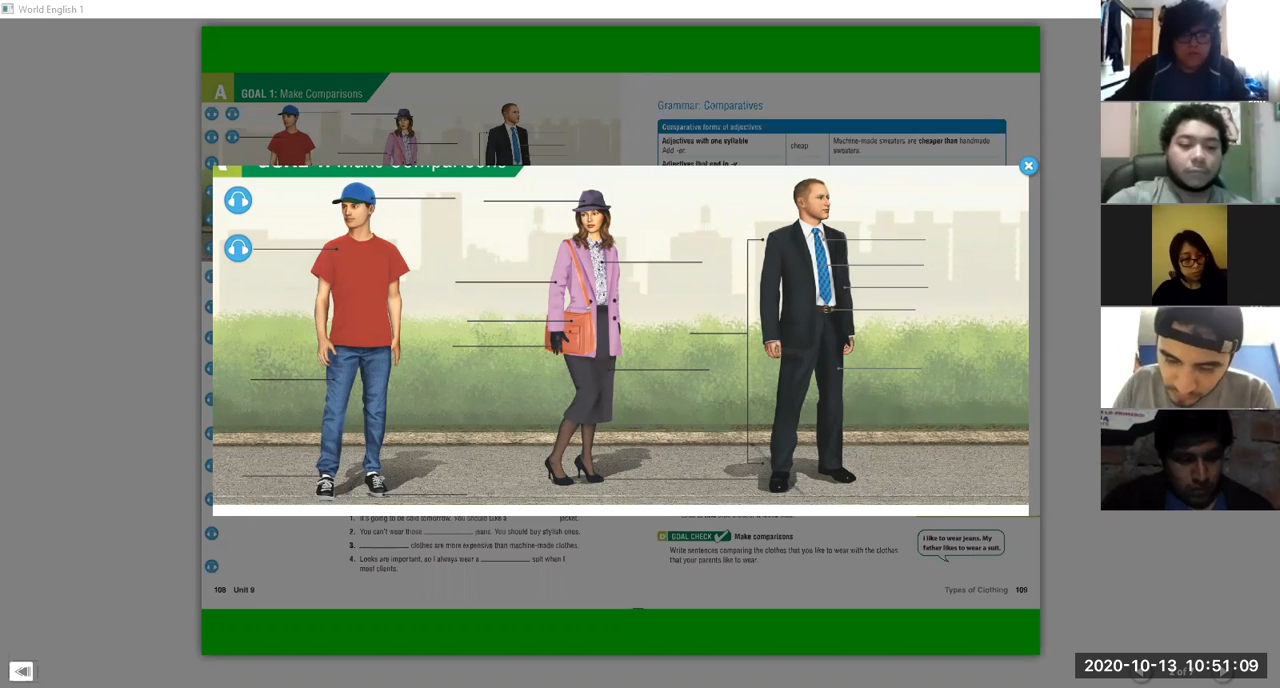 World English 1
A
GOAL 1: Make Comparisons
Grammar: Comparatives
Comparative forms of adjectives
Adjectives with one syllable
Add -er.
cheap
Machine-made sweaters are cheaper than handmade
sweaters.
Adjectives that end in -y
1. It's going to be cold tomorrow. You should take a jacket.
2. You can't wear those jeans. You should buy stylish ones.
3. clothes are more expensive than machine-made clothes.
4. Looks are important, so I always wear a suit when I
meet clients.
GOAL CHECK Make comparisons
Write sentences comparing the clothes that you like to wear with the clothes
that your parents like to wear.
I like to wear jeans. My
father likes to wear a suit.
108 Unit 9
Types of Clothing 109
2020-10-13 10:51:09